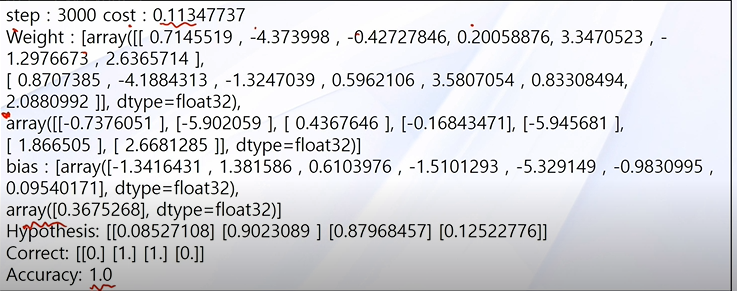 step : 3000 cost : 0.11347737
Weight : [array([[ 0.7145519 , -4.373998 , -0.42727846, 0.20058876, 3.3470523 , -
1.2976673 , 2.6365714 ],
[ 0.8707385 , -4.1884313 , -1.3247039 , 0.5962106 , 3.5807054 , 0.83308494,
2.0880992 ]], dtype=float32),
array([[-0.7376051 ], [-5.902059 ], [ 0.4367646 ], [-0.16843471], [-5.945681 ],
[ 1.866505 ], [ 2.6681285 ]], dtype=float32)]
bias : [array([-1.3416431 , 1.381586 , 0.6103976 , -1.5101293 , -5.329149 , -0.9830995 ,
0.09540171], dtype=float32),
array([0.3675268], dtype=float32)]
Hypothesis: [[0.08527108] [0.9023089 ] [0.87968457] [0.12522776]]
Correct: [[0.] [1.] [1.] [0.]]
Accuracy: 1.0